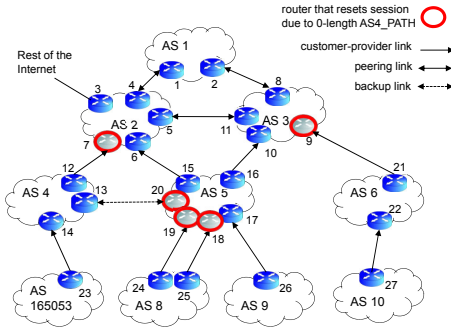 router that resets session
due to 0-length AS4_PATH
customer-provider link
peering link
backup link
Rest of the
Internet
AS 1
1
2
3
4
5
6
7
AS 2
8
9
10
11
AS 3
12
13
14
AS 4
15
16
17
18
19
20
AS 5
21
22
AS 6
23
AS
165053
24
25
AS 8
26
AS 9
27
AS 10